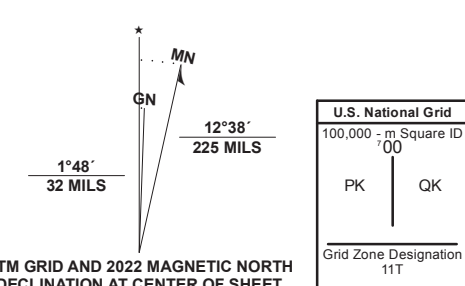 ★
MN
GN
12°38´
225 MILS
1°48´
32 MILS
TM GRID AND 2022 MAGNETIC NORTH
DECLINATION AT CENTER OF SHEET
U.S. National Grid
100,000 - m Square ID
⁷00
PK QK
Grid Zone Designation
11T